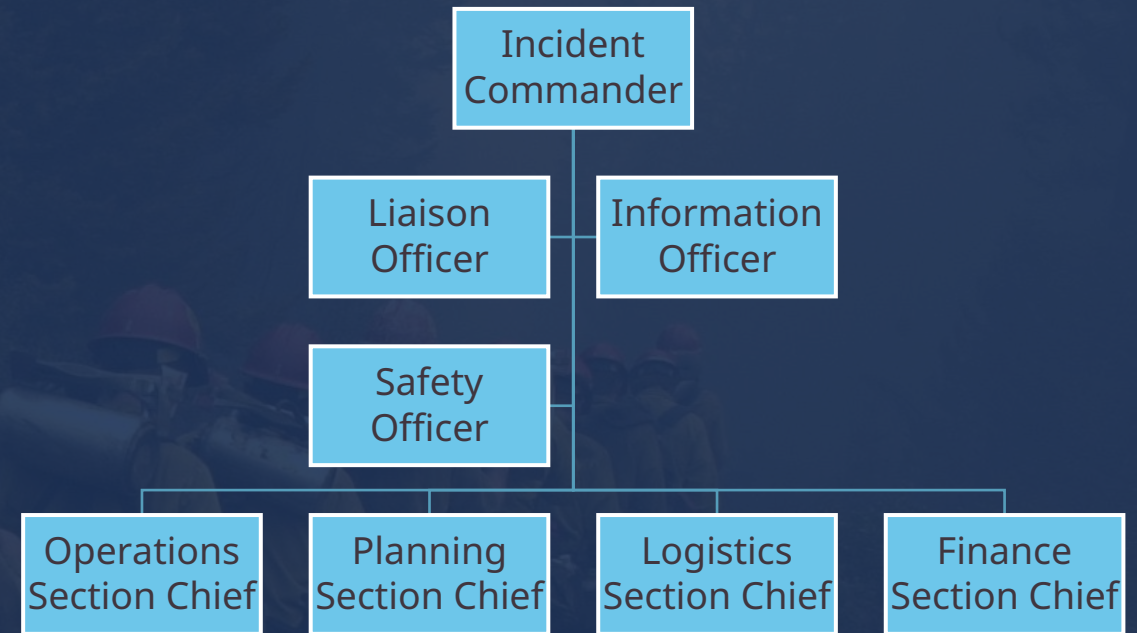 Incident
Commander
Liaison
Officer
Information
Officer
Safety
Officer
Operations
Section Chief
Planning
Section Chief
Logistics
Section Chief
Finance
Section Chief